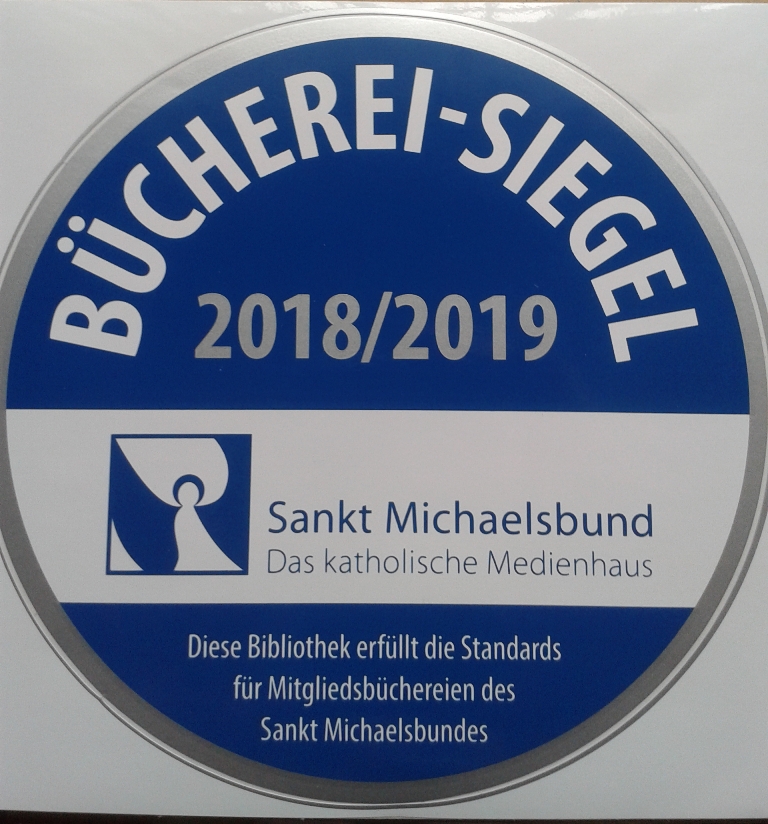 BÜCHEREI-SIEGEL
2018/2019
Sankt Michaelsbund
Das katholische Medienhaus
Diese Bibliothek erfüllt die Standards
für Mitgliedsbüchereien des
Sankt Michaelsbundes